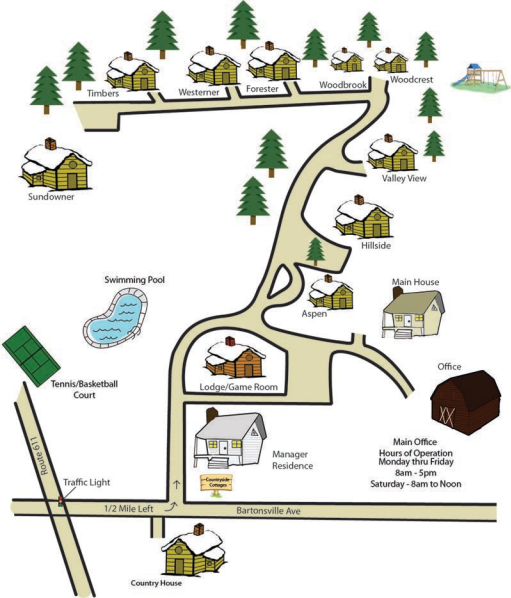 Timbers
Westerner
Forester
Woodbrook
Woodcrest
Sundowner
Valley View
Hillside
Swimming Pool
Main House
Aspen
Tennis/Basketball
Court
Lodge/Game Room
Office
Route 611
Main Office
Hours of Operation
Monday thru Friday
8am - 5pm
Saturday - 8am to Noon
Manager
Residence
Traffic Light
Countryside
Cottages
1/2 Mile Left
Bartonsville Ave
Country House